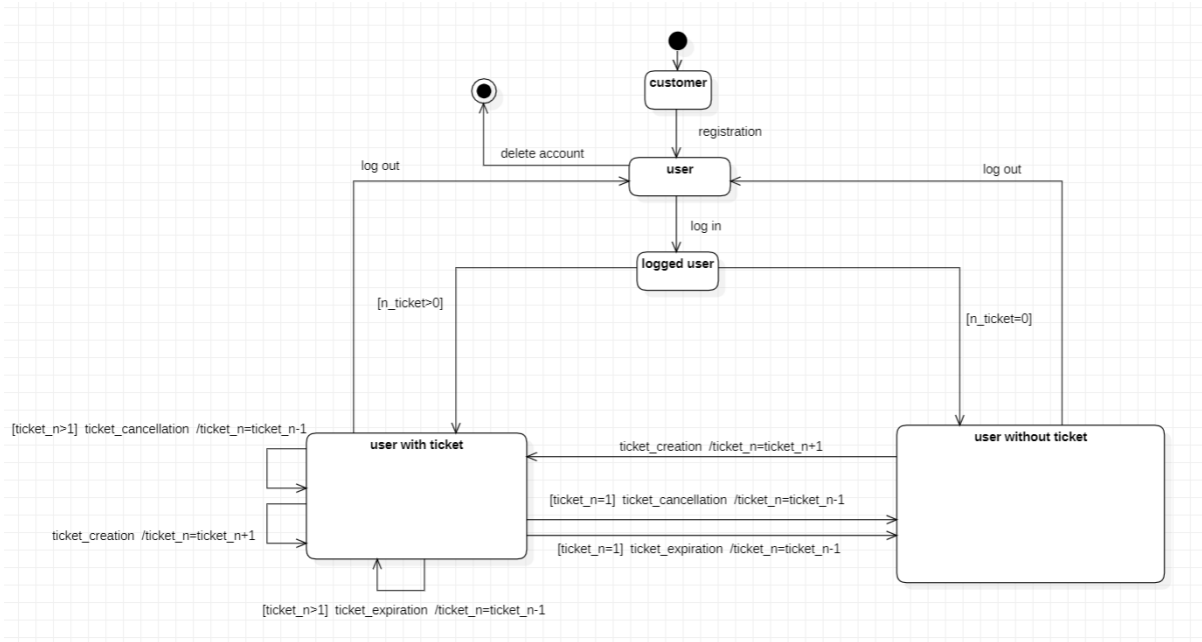 customer
registration
delete account
log out
user
log out
log in
logged user
[n_ticket>0]
[n_ticket=0]
[ticket_n>1] ticket_cancellation /ticket_n=ticket_n-1
user with ticket
user without ticket
ticket_creation /ticket_n=ticket_n+1
[ticket_n=1] ticket_cancellation /ticket_n=ticket_n-1
ticket_creation /ticket_n=ticket_n+1
[ticket_n=1] ticket_expiration /ticket_n=ticket_n-1
[ticket_n>1] ticket_expiration /ticket_n=ticket_n-1